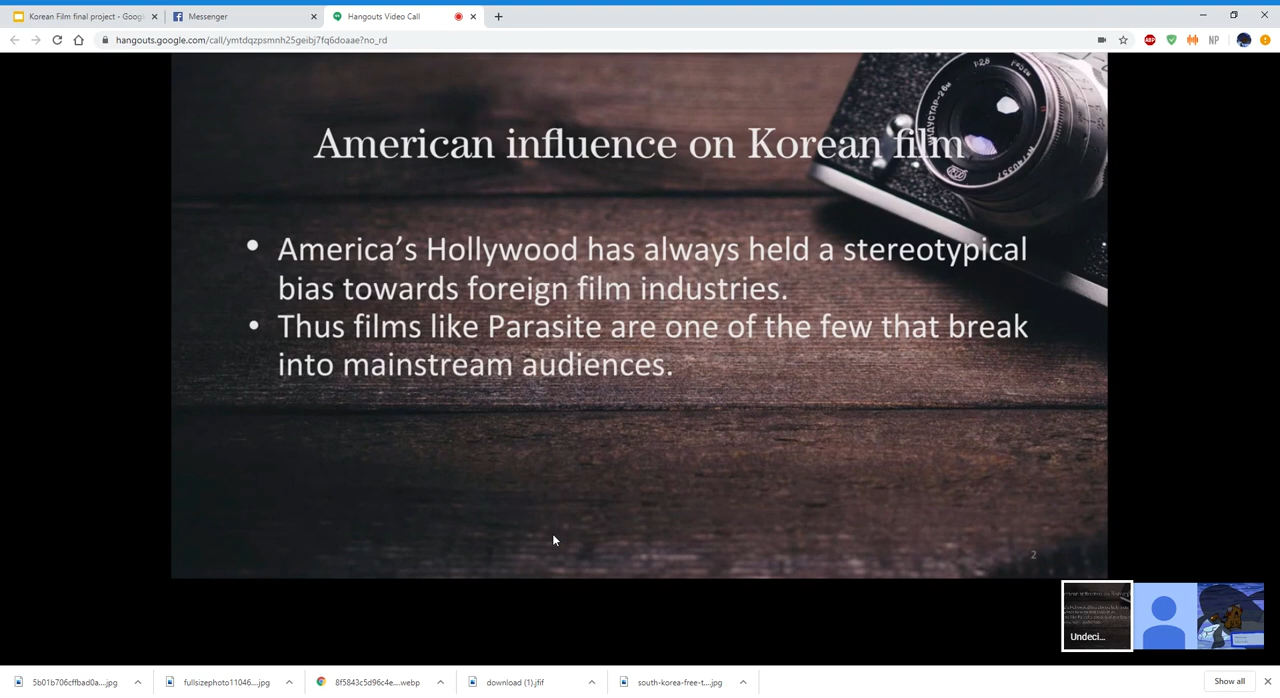 Korean Film final project - Googl
Messenger
Hangouts Video Call
hangouts.google.com/call/ymtdqzpsmnh25geibj7fq6doaae?no_rd
ABP
NP
American influence on Korean film
• America’s Hollywood has always held a stereotypical
bias towards foreign film industries.
• Thus films like Parasite are one of the few that break
into mainstream audiences.
2
Undeci...
5b01b706cffbad0a....jpg
fullsizephoto11046....jpg
8f5843c5d96c4e....webp
download (1).jfif
south-korea-free-t....jpg
Show all